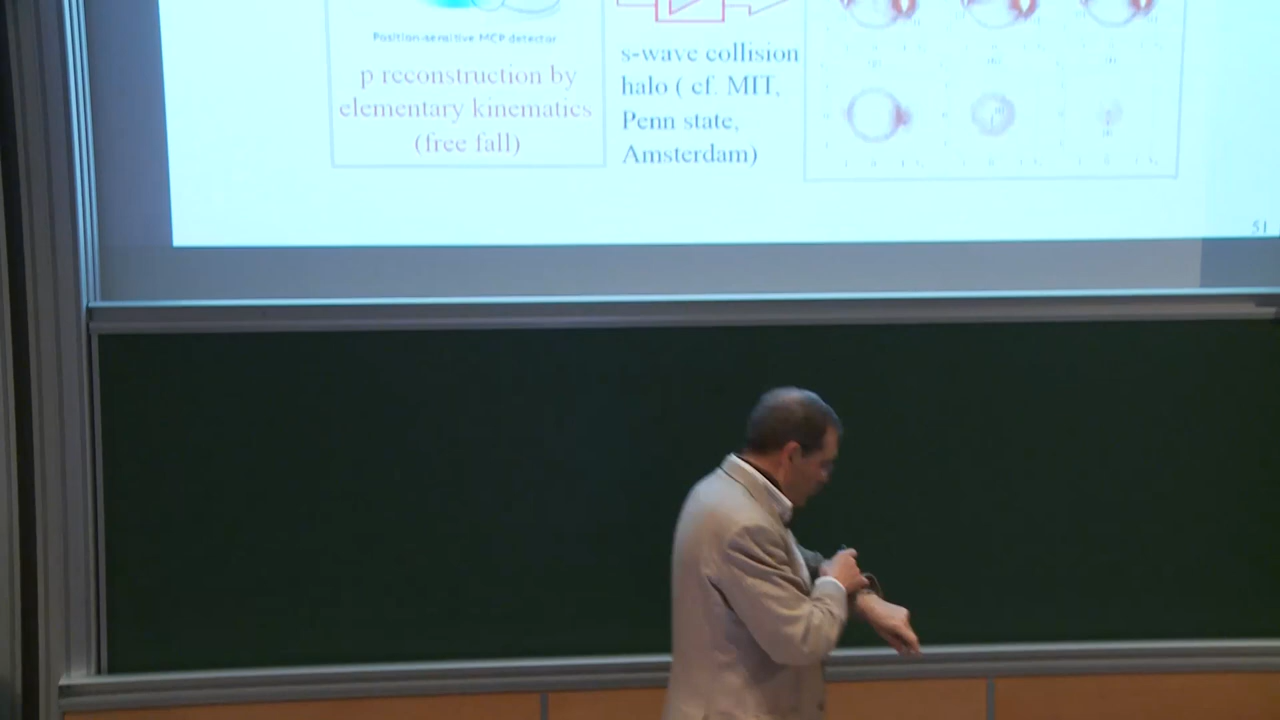 Position-sensitive MCP detector
p reconstruction by
elementary kinematics
(free fall)
s-wave collision
halo ( cf. MIT,
Penn state,
Amsterdam)
51